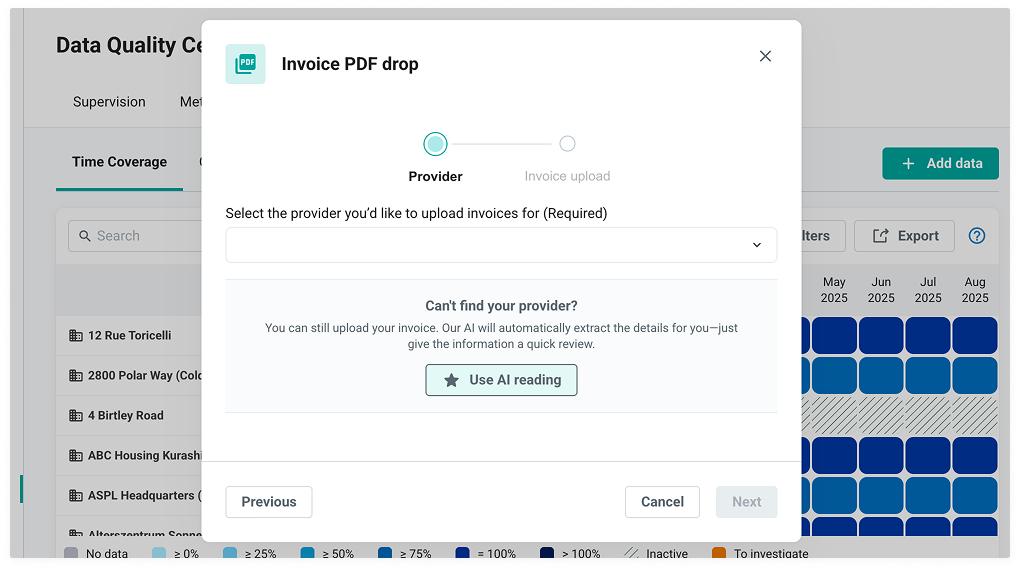 Data Quality Ce
Supervision
Met
Time Coverage
Add data
Search
lters
Export
May 2025
Jun 2025
Jul 2025
Aug 2025
12 Rue Toricelli
2800 Polar Way (Cold
4 Birtley Road
ABC Housing Kurashi
ASPL Headquarters (
Alterszentrum Sonne
No data
≥ 0%
≥ 25%
≥ 50%
≥ 75%
= 100%
> 100%
Inactive
To investigate
PDF
Invoice PDF drop
Provider
Invoice upload
Select the provider you’d like to upload invoices for (Required)
Can't find your provider?
You can still upload your invoice. Our AI will automatically extract the details for you—just
give the information a quick review.
Use AI reading
Previous
Cancel
Next